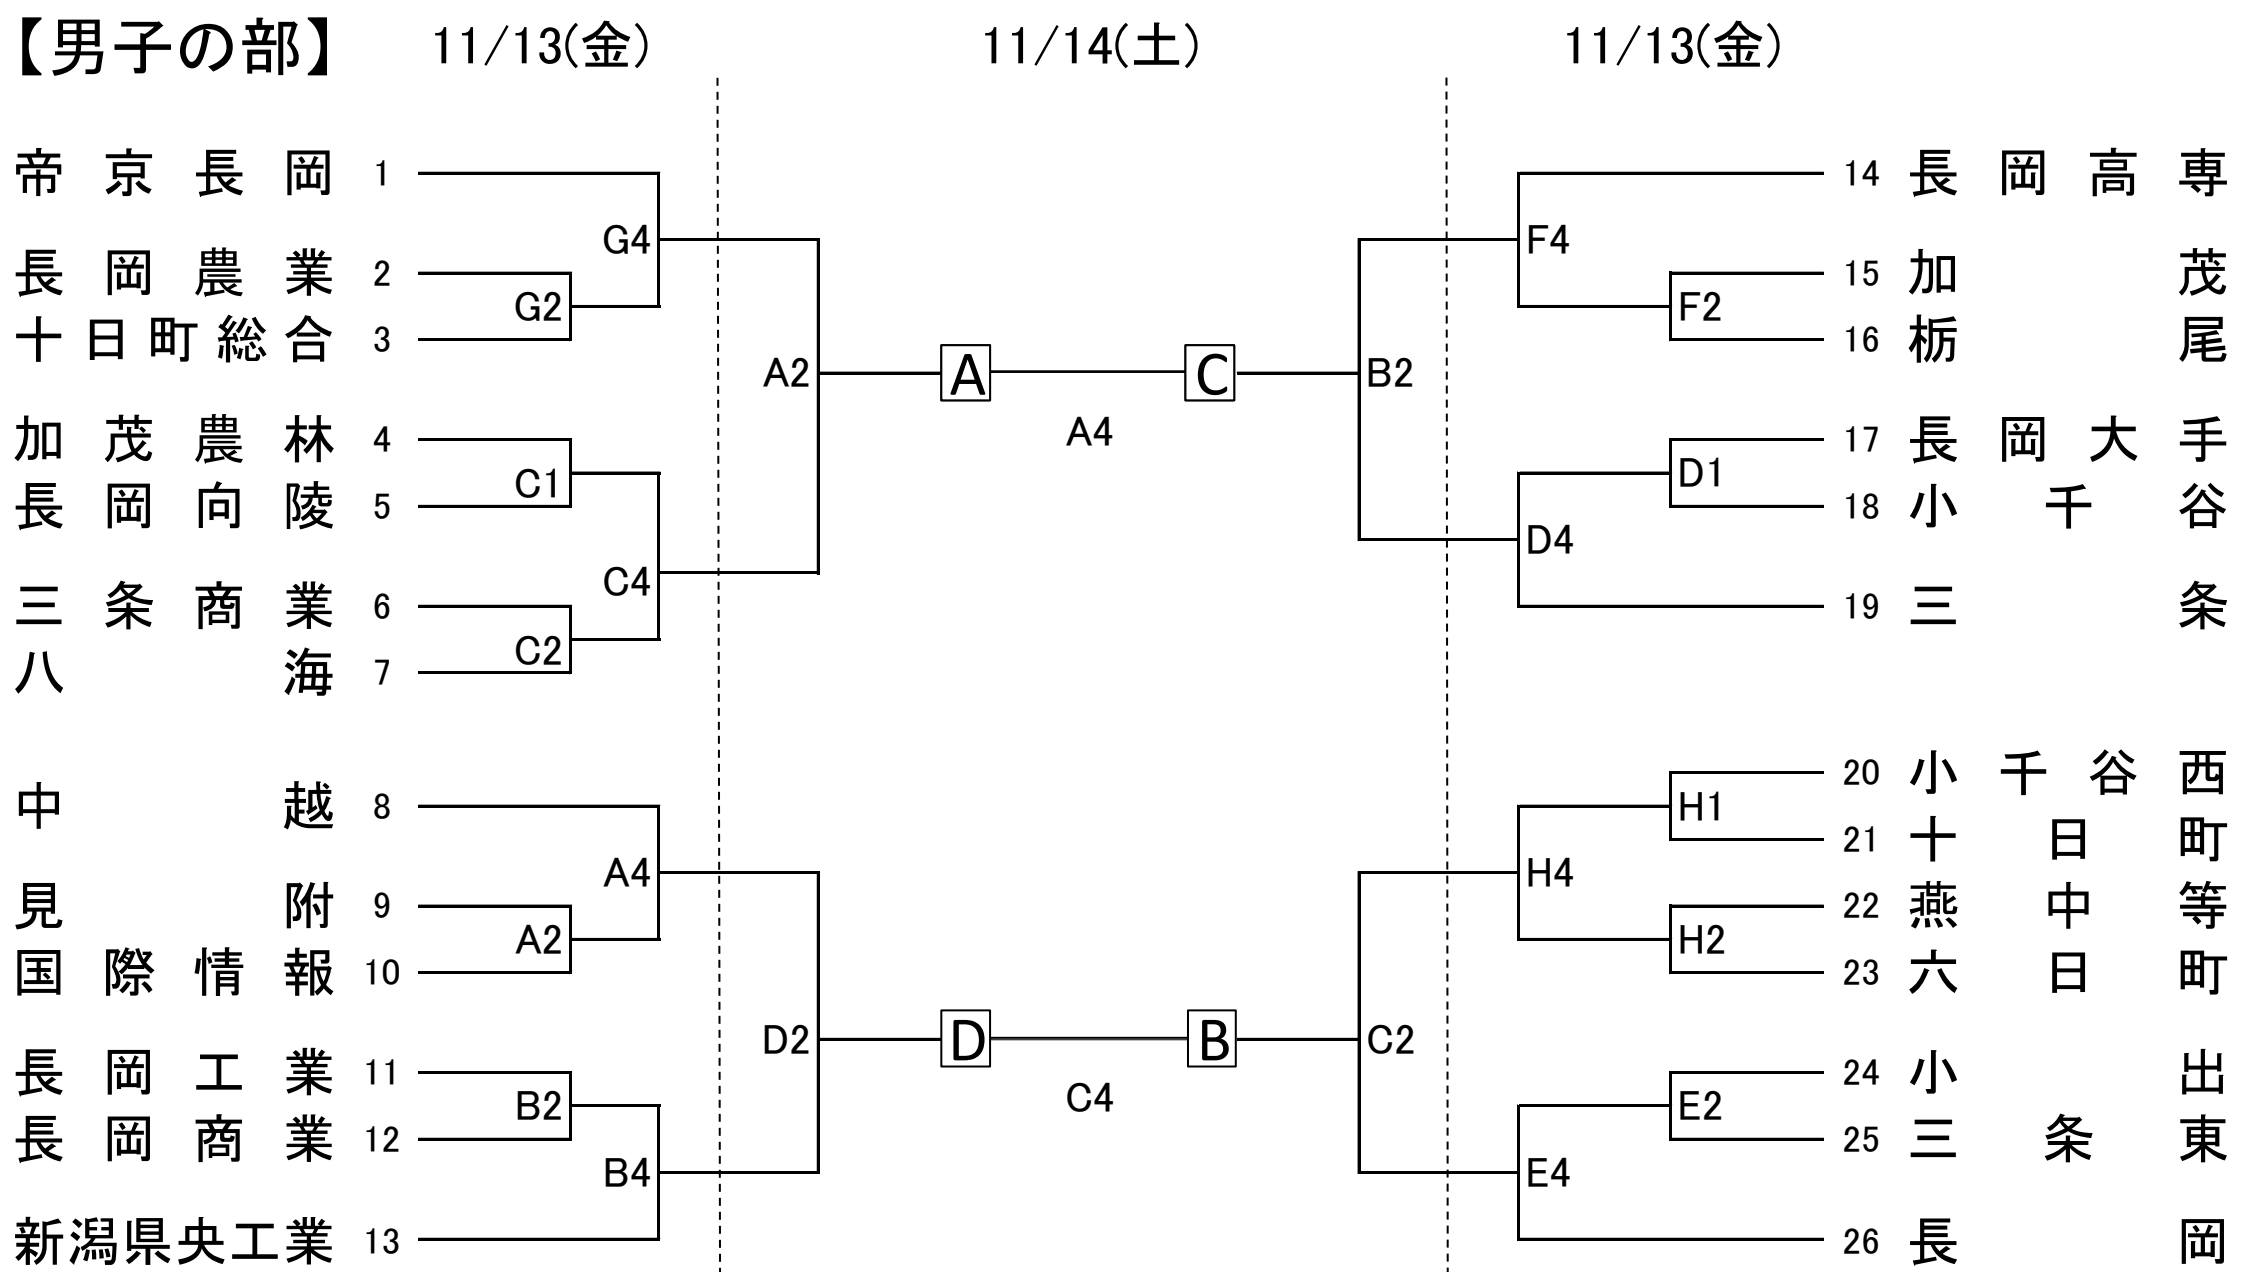 【男子の部】 11/13(金) 11/14(土) 11/13(金)
帝京長岡 1 14 長岡高専
G4 F4
長岡農業 2 15 加茂
G2 F2
十日町総合 3 16 栃尾
A2 A C B2
A4
加茂農林 4 17 長岡大手
C1 D1
長岡向陵 5 18 小千谷
C4 D4
三条商業 6 19 三条
C2
八海 7
20 小千谷西
中越 8 H1
21 十日町
A4 H4
見附 9 22 燕中等
A2 H2
国際情報 10 23 六日町
D2 D B C2
長岡工業 11 24 小出
C4
B2 E2
長岡商業 12 25 三条東
B4 E4
新潟県央工業 13 26 長岡